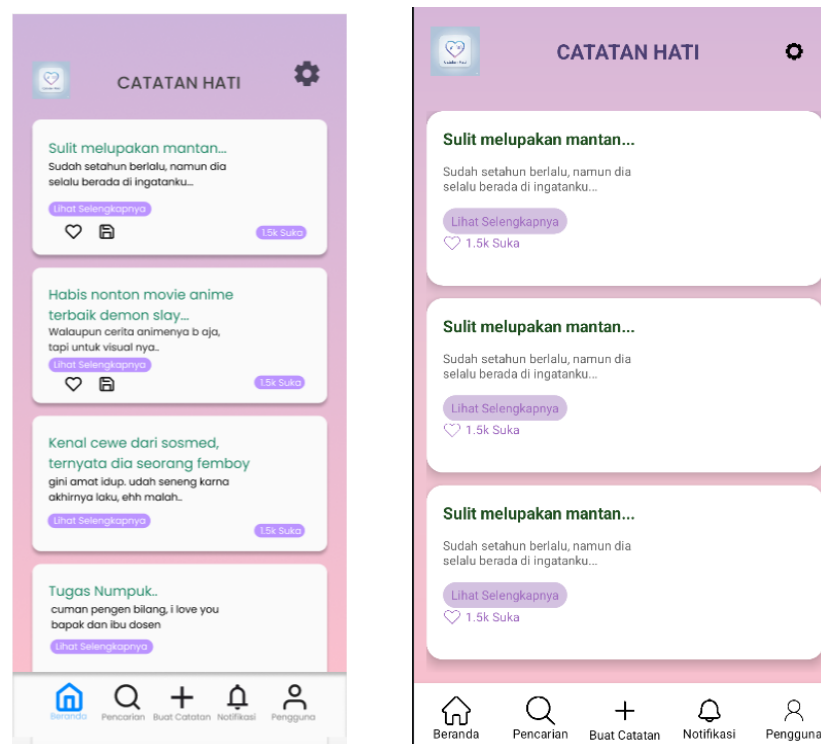 CATATAN HATI
Sulit melupakan mantan...
Sudah setahun berlalu, namun dia
selalu berada di ingatanku...
Lihat Selengkapnya
1.5k Suka
Habis nonton movie anime
terbaik demon slay...
Walaupun cerita animenya b aja,
tapi untuk visual nya..
Lihat Selengkapnya
1.5k Suka
Kenal cewe dari sosmed,
ternyata dia seorang femboy
gini amat idup. udah seneng karna
akhirnya laku, ehh malah..
Lihat Selengkapnya
1.5k Suka
Tugas Numpuk..
cuman pengen bilang, i love you
bapak dan ibu dosen
Lihat Selengkapnya
Beranda Pencarian Buat Catatan Notifikasi Pengguna
CATATAN HATI
Sulit melupakan mantan...
Sudah setahun berlalu, namun dia
selalu berada di ingatanku...
Lihat Selengkapnya
1.5k Suka
Sulit melupakan mantan...
Sudah setahun berlalu, namun dia
selalu berada di ingatanku...
Lihat Selengkapnya
1.5k Suka
Sulit melupakan mantan...
Sudah setahun berlalu, namun dia
selalu berada di ingatanku...
Lihat Selengkapnya
1.5k Suka
Beranda Pencarian Buat Catatan Notifikasi Pengguna